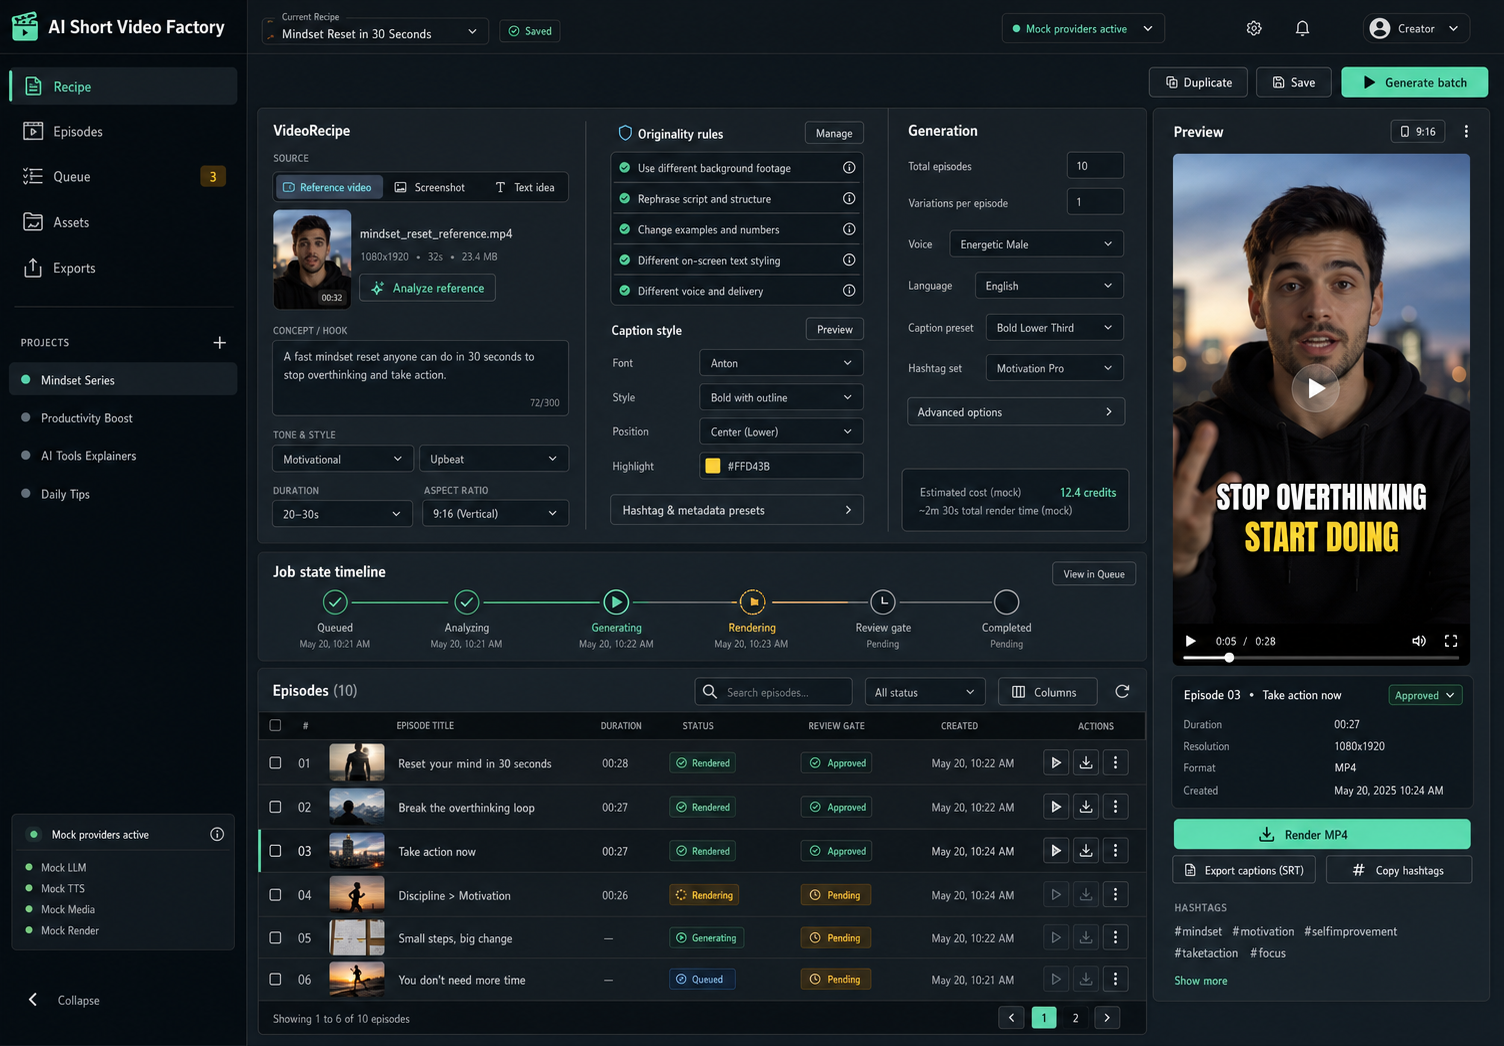 AI Short Video Factory
Current Recipe
Mindset Reset in 30 Seconds
Saved
Mock providers active
Creator
Recipe
Episodes
Queue
3
Assets
Exports
PROJECTS
Mindset Series
Productivity Boost
AI Tools Explainers
Daily Tips
Mock providers active
Mock LLM
Mock TTS
Mock Media
Mock Render
Collapse
Duplicate
Save
Generate batch
VideoRecipe
SOURCE
Reference video
Screenshot
Text idea
00:32
mindset_reset_reference.mp4
1080x1920 • 32s • 23.4 MB
Analyze reference
CONCEPT / HOOK
A fast mindset reset anyone can do in 30 seconds to
stop overthinking and take action.
72/300
TONE & STYLE
Motivational
Upbeat
DURATION
ASPECT RATIO
20–30s
9:16 (Vertical)
Originality rules
Manage
Use different background footage
Rephrase script and structure
Change examples and numbers
Different on-screen text styling
Different voice and delivery
Caption style
Preview
Font
Anton
Style
Bold with outline
Position
Center (Lower)
Highlight
#FFD43B
Hashtag & metadata presets
Generation
Total episodes
10
Variations per episode
1
Voice
Energetic Male
Language
English
Caption preset
Bold Lower Third
Hashtag set
Motivation Pro
Advanced options
Estimated cost (mock)
12.4 credits
~2m 30s total render time (mock)
Job state timeline
View in Queue
Queued
May 20, 10:21 AM
Analyzing
May 20, 10:21 AM
Generating
May 20, 10:22 AM
Rendering
May 20, 10:23 AM
Review gate
Pending
Completed
Pending
Episodes (10)
Search episodes...
All status
Columns
# EPISODE TITLE DURATION STATUS REVIEW GATE CREATED ACTIONS
01 Reset your mind in 30 seconds 00:28 Rendered Approved May 20, 10:22 AM
02 Break the overthinking loop 00:27 Rendered Approved May 20, 10:22 AM
03 Take action now 00:27 Rendered Approved May 20, 10:24 AM
04 Discipline > Motivation 00:26 Rendering Pending May 20, 10:24 AM
05 Small steps, big change — Generating Pending May 20, 10:22 AM
06 You don't need more time — Queued Pending May 20, 10:21 AM
Showing 1 to 6 of 10 episodes
1
2
Preview
9:16
STOP OVERTHINKING
START DOING
0:05 / 0:28
Episode 03 • Take action now
Approved
Duration 00:27
Resolution 1080x1920
Format MP4
Created May 20, 2025 10:24 AM
Render MP4
Export captions (SRT)
# Copy hashtags
HASHTAGS
#mindset #motivation #selfimprovement
#taketaction #focus
Show more